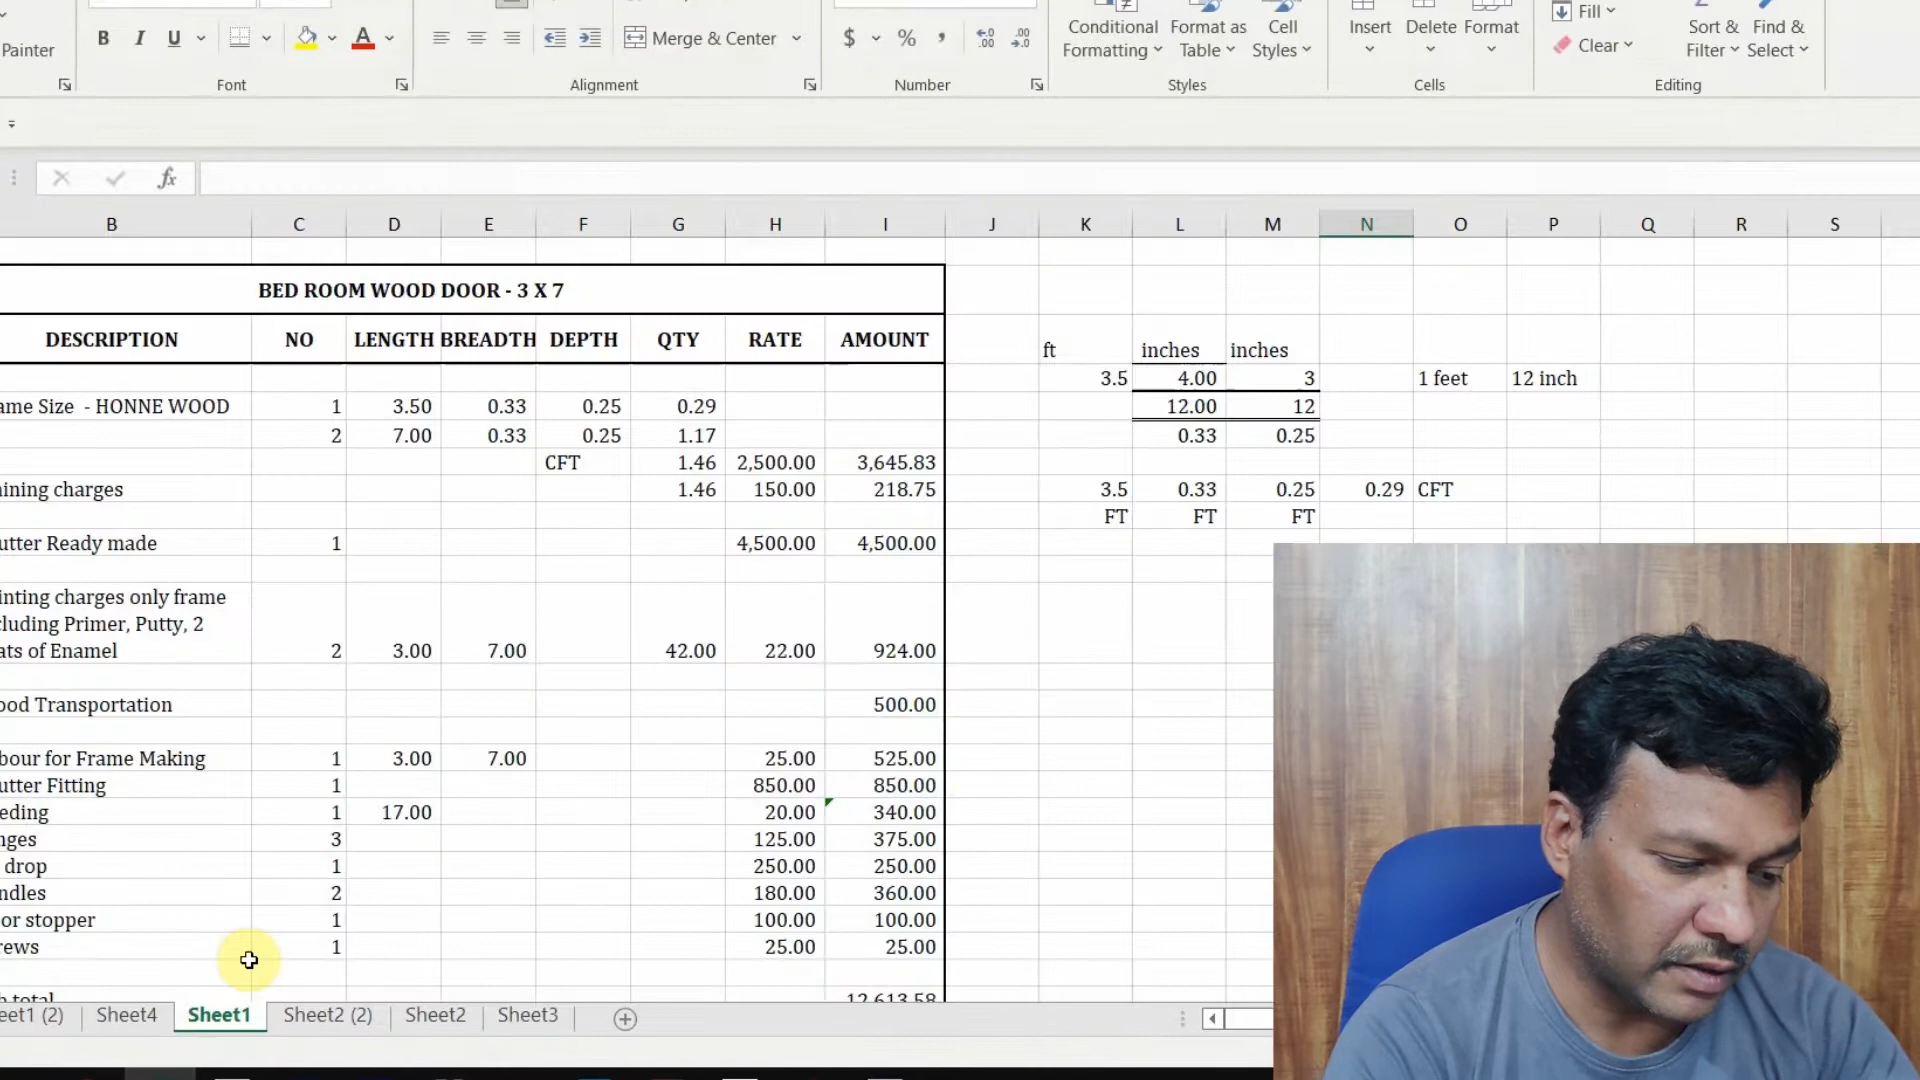 Painter
B I U
Merge & Center
$ % ,
Conditional Formatting
Format as Table
Cell Styles
Insert
Delete
Format
Fill
Clear
Sort & Filter
Find & Select
Font
Alignment
Number
Styles
Cells
Editing
fx
B C D E F G H I J K L M N O P Q R S
BED ROOM WOOD DOOR - 3 X 7
DESCRIPTION NO LENGTH BREADTH DEPTH QTY RATE AMOUNT
ft inches inches
3.5 4.00 3 1 feet 12 inch
ame Size - HONNE WOOD 1 3.50 0.33 0.25 0.29 12.00 12
2 7.00 0.33 0.25 1.17 0.33 0.25
CFT 1.46 2,500.00 3,645.83
ining charges 1.46 150.00 218.75 3.5 0.33 0.25 0.29 CFT
FT FT FT
utter Ready made 1 4,500.00 4,500.00
inting charges only frame
cluding Primer, Putty, 2
ats of Enamel 2 3.00 7.00 42.00 22.00 924.00
ood Transportation 500.00
bour for Frame Making 1 3.00 7.00 25.00 525.00
utter Fitting 1 850.00 850.00
eding 1 17.00 20.00 340.00
nges 3 125.00 375.00
drop 1 250.00 250.00
ndles 2 180.00 360.00
or stopper 1 100.00 100.00
rews 1 25.00 25.00
total 12,613.58
eet1 (2) Sheet4 Sheet1 Sheet2 (2) Sheet2 Sheet3